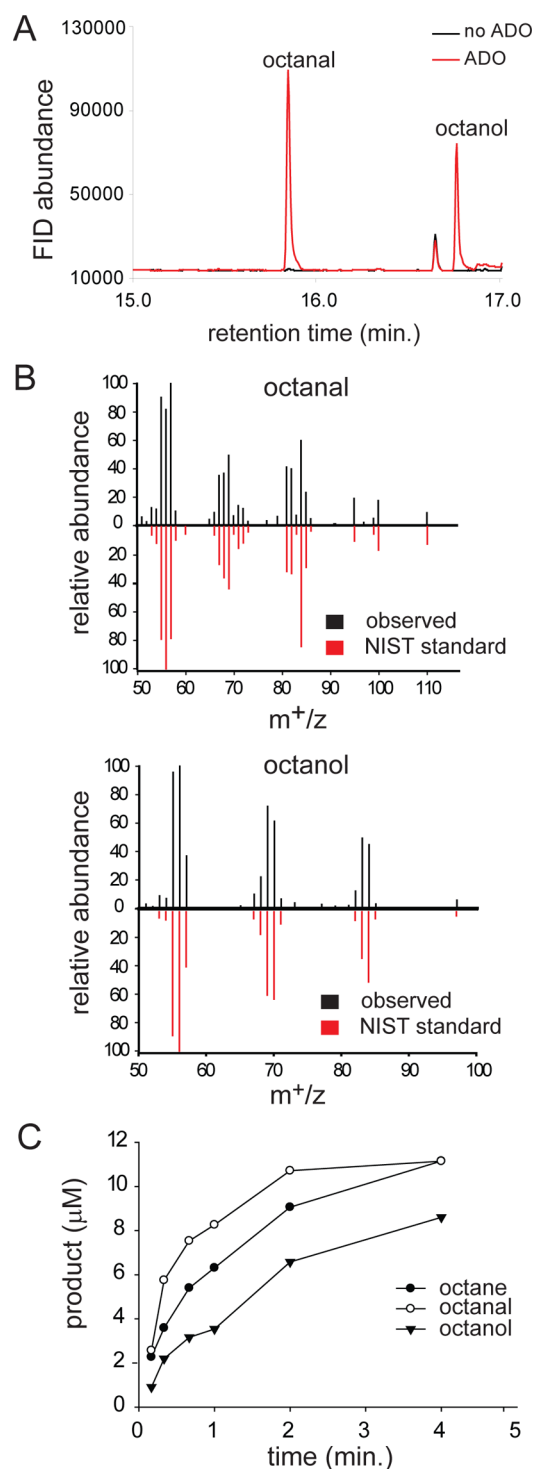 A
130000
90000
50000
10000
FID abundance
octanal
octanol
no ADO
ADO
15.0 16.0 17.0
retention time (min.)
B
octanal
100
80
60
40
20
0
20
40
60
80
100
relative abundance
observed
NIST standard
50 60 70 80 90 100 110
m⁺/z
octanol
100
80
60
40
20
0
20
40
60
80
100
relative abundance
observed
NIST standard
50 60 70 80 90 100
m⁺/z
C
12
10
8
6
4
2
0
product (μM)
octane
octanal
octanol
0 1 2 3 4 5
time (min.)